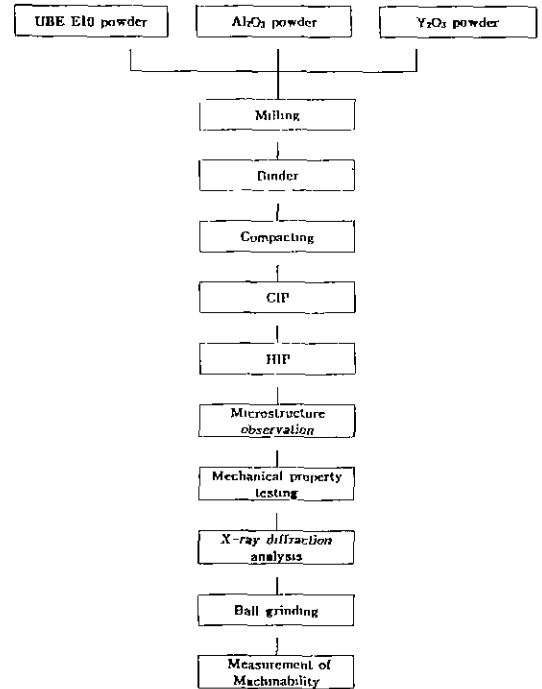 UBE E10 powder
Al₂O₃ powder
Y₂O₃ powder
Milling
Binder
Compacting
CIP
HIP
Microstructure
observation
Mechanical property
testing
X-ray diffraction
analysis
Ball grinding
Measurement of
Machinability